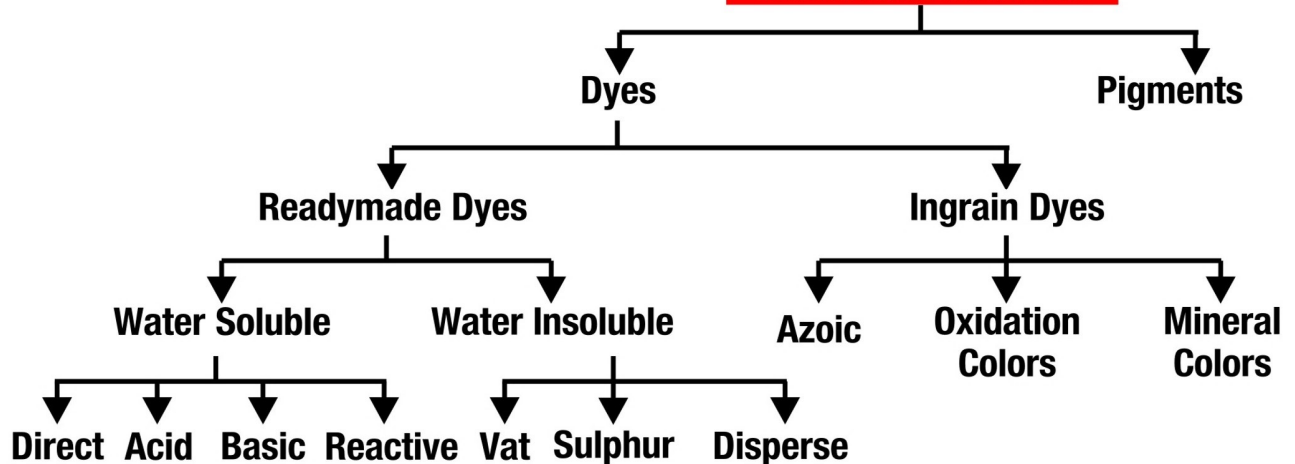 Dyes
Pigments
Readymade Dyes
Ingrain Dyes
Water Soluble
Water Insoluble
Azoic
Oxidation
Colors
Mineral
Colors
Direct
Acid
Basic
Reactive
Vat
Sulphur
Disperse